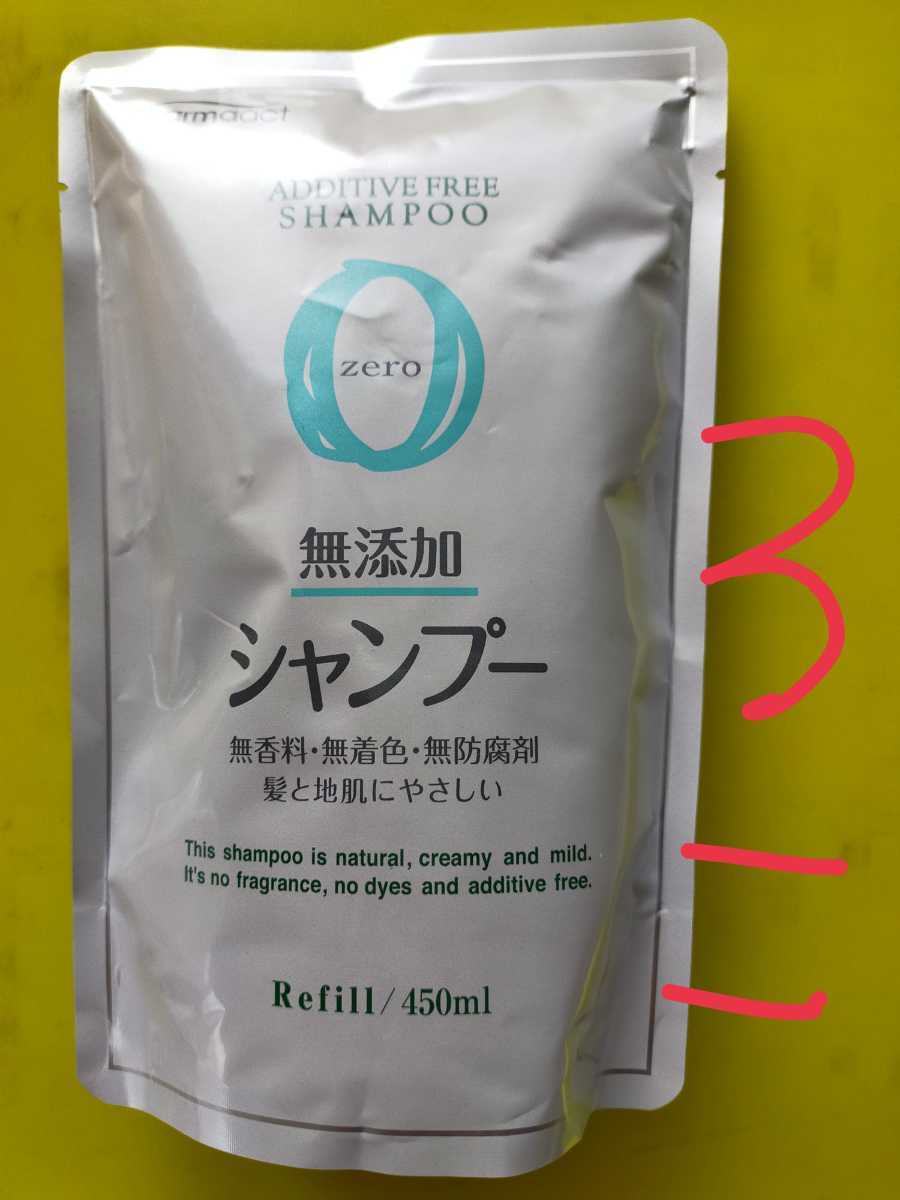 ADDITIVE FREE
SHAMPOO
zero
無添加
シャンプー
無香料・無着色・無防腐剤
髪と地肌にやさしい
This shampoo is natural, creamy and mild.
It's no fragrance, no dyes and additive free.
Refill/450ml
3